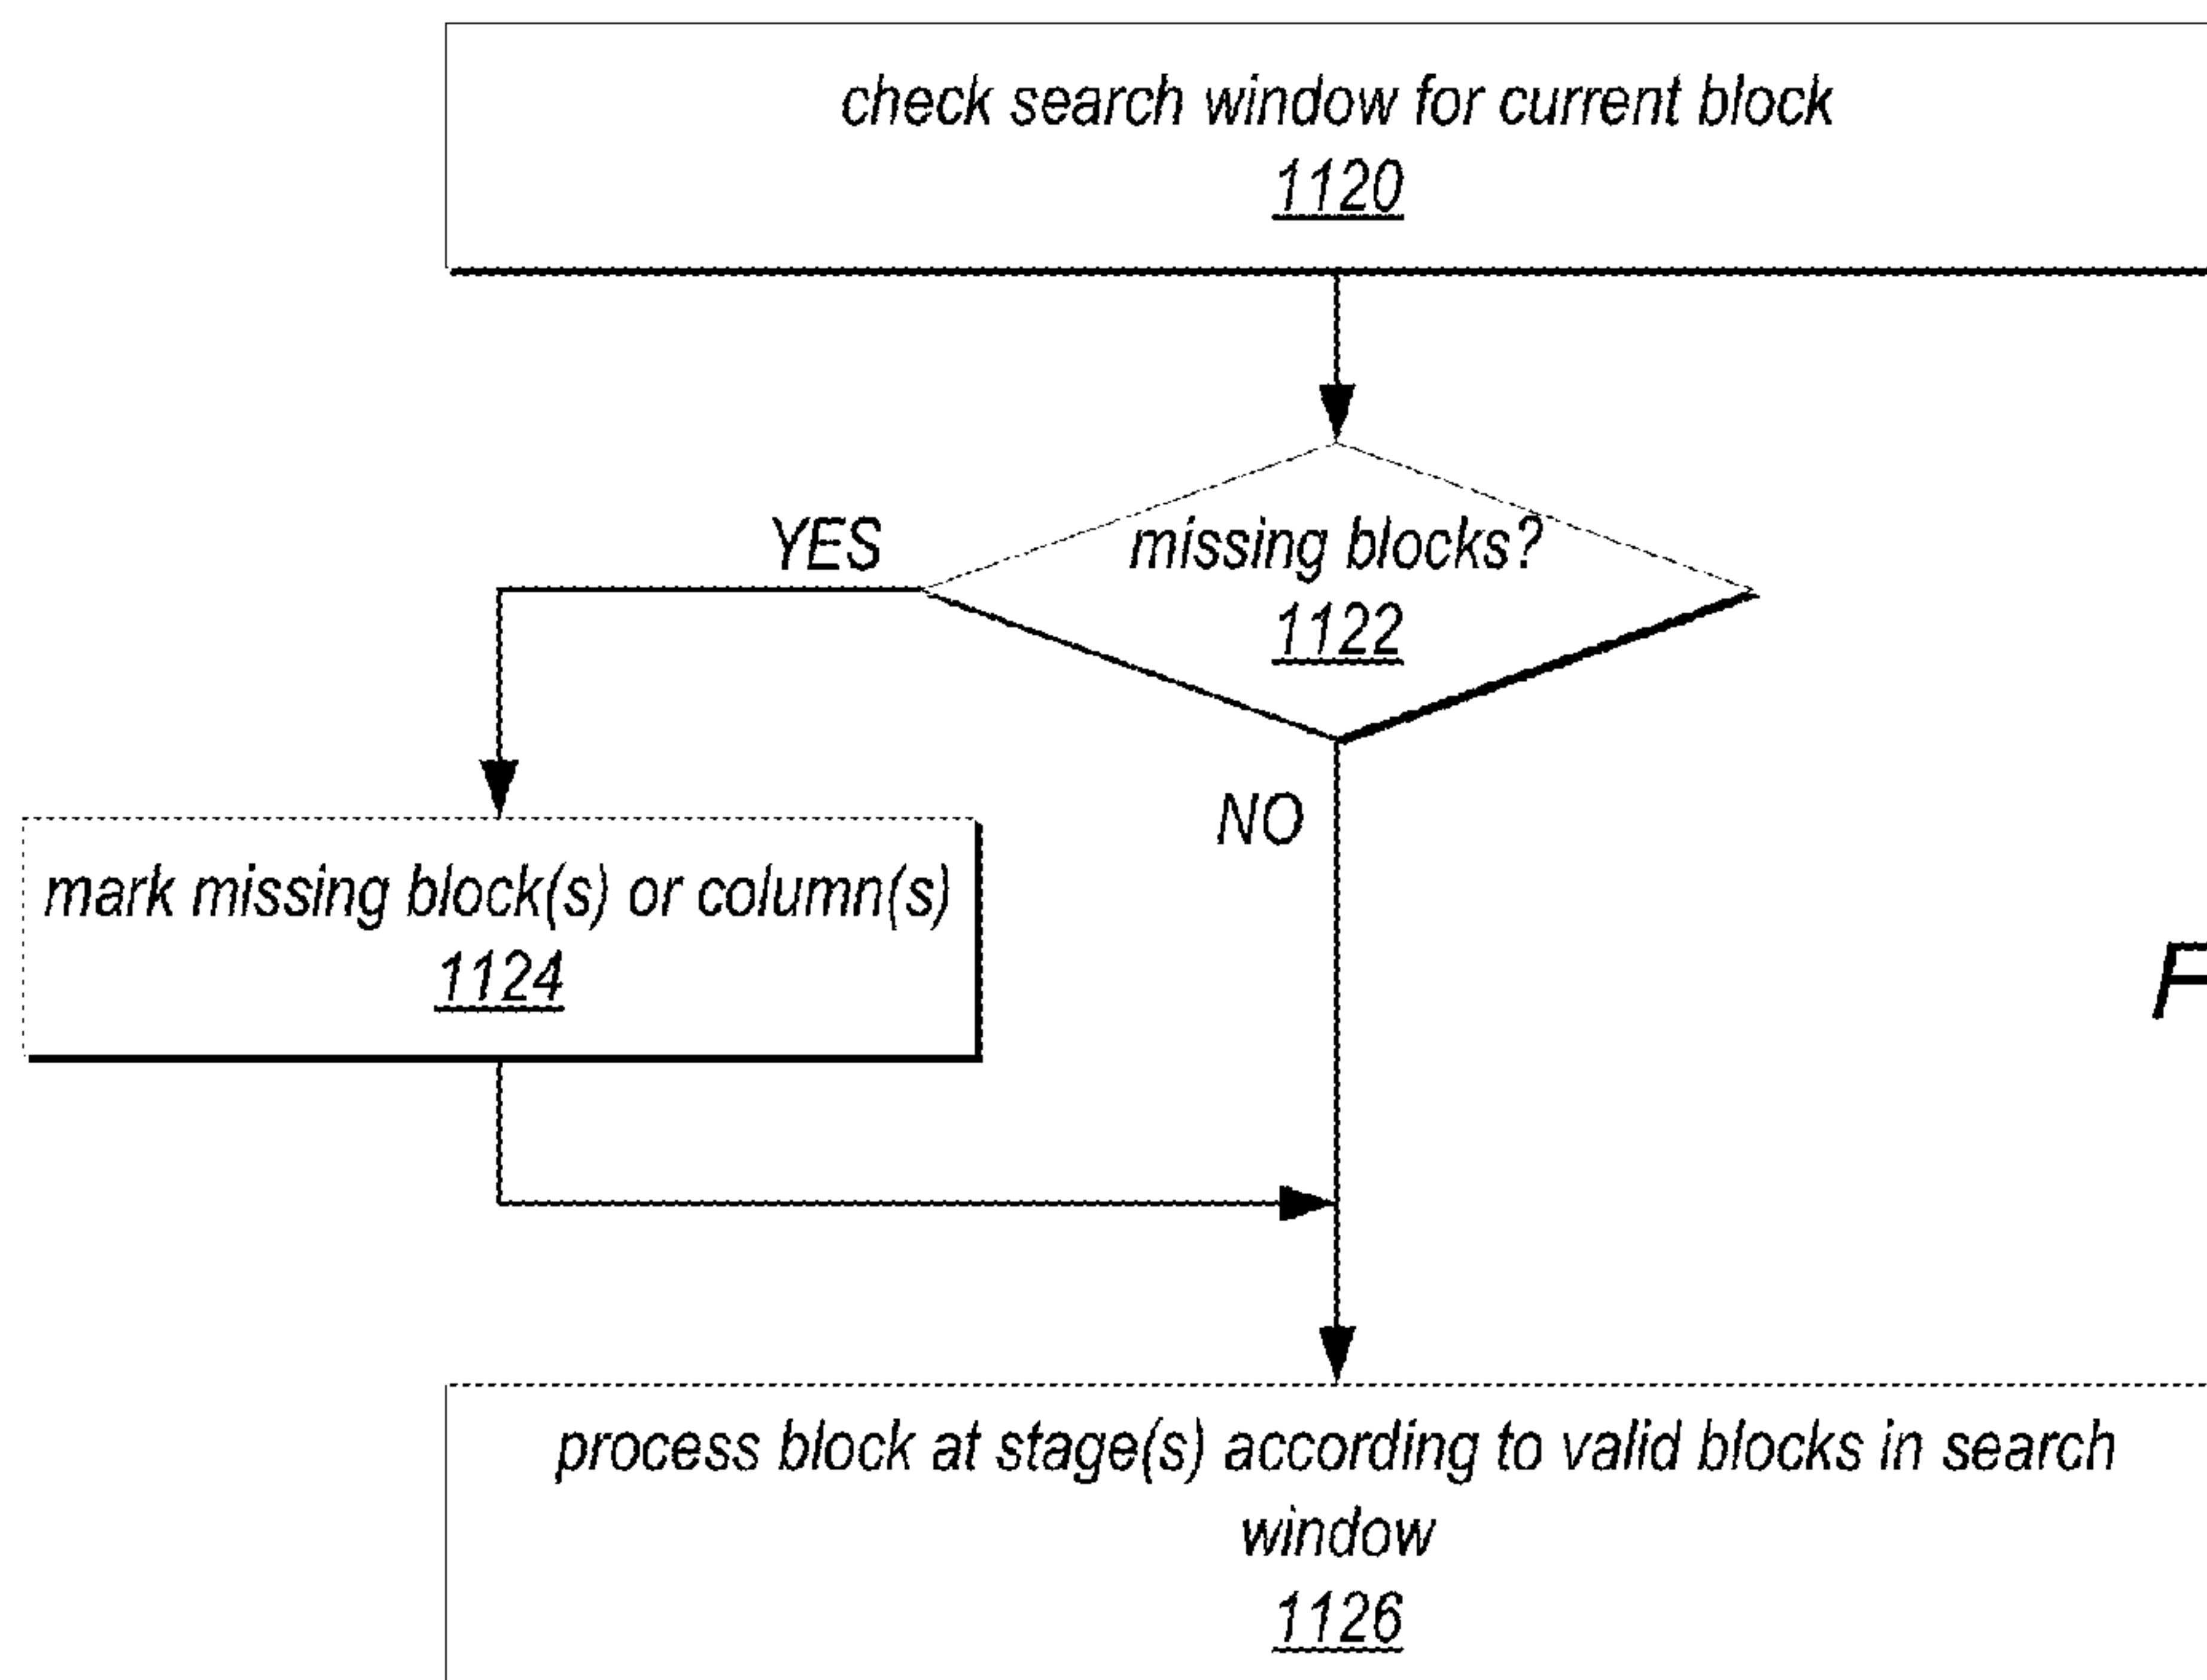 check search window for current block
1120
missing blocks?
1122
YES
NO
mark missing block(s) or column(s)
1124
F
process block at stage(s) according to valid blocks in search
window
1126